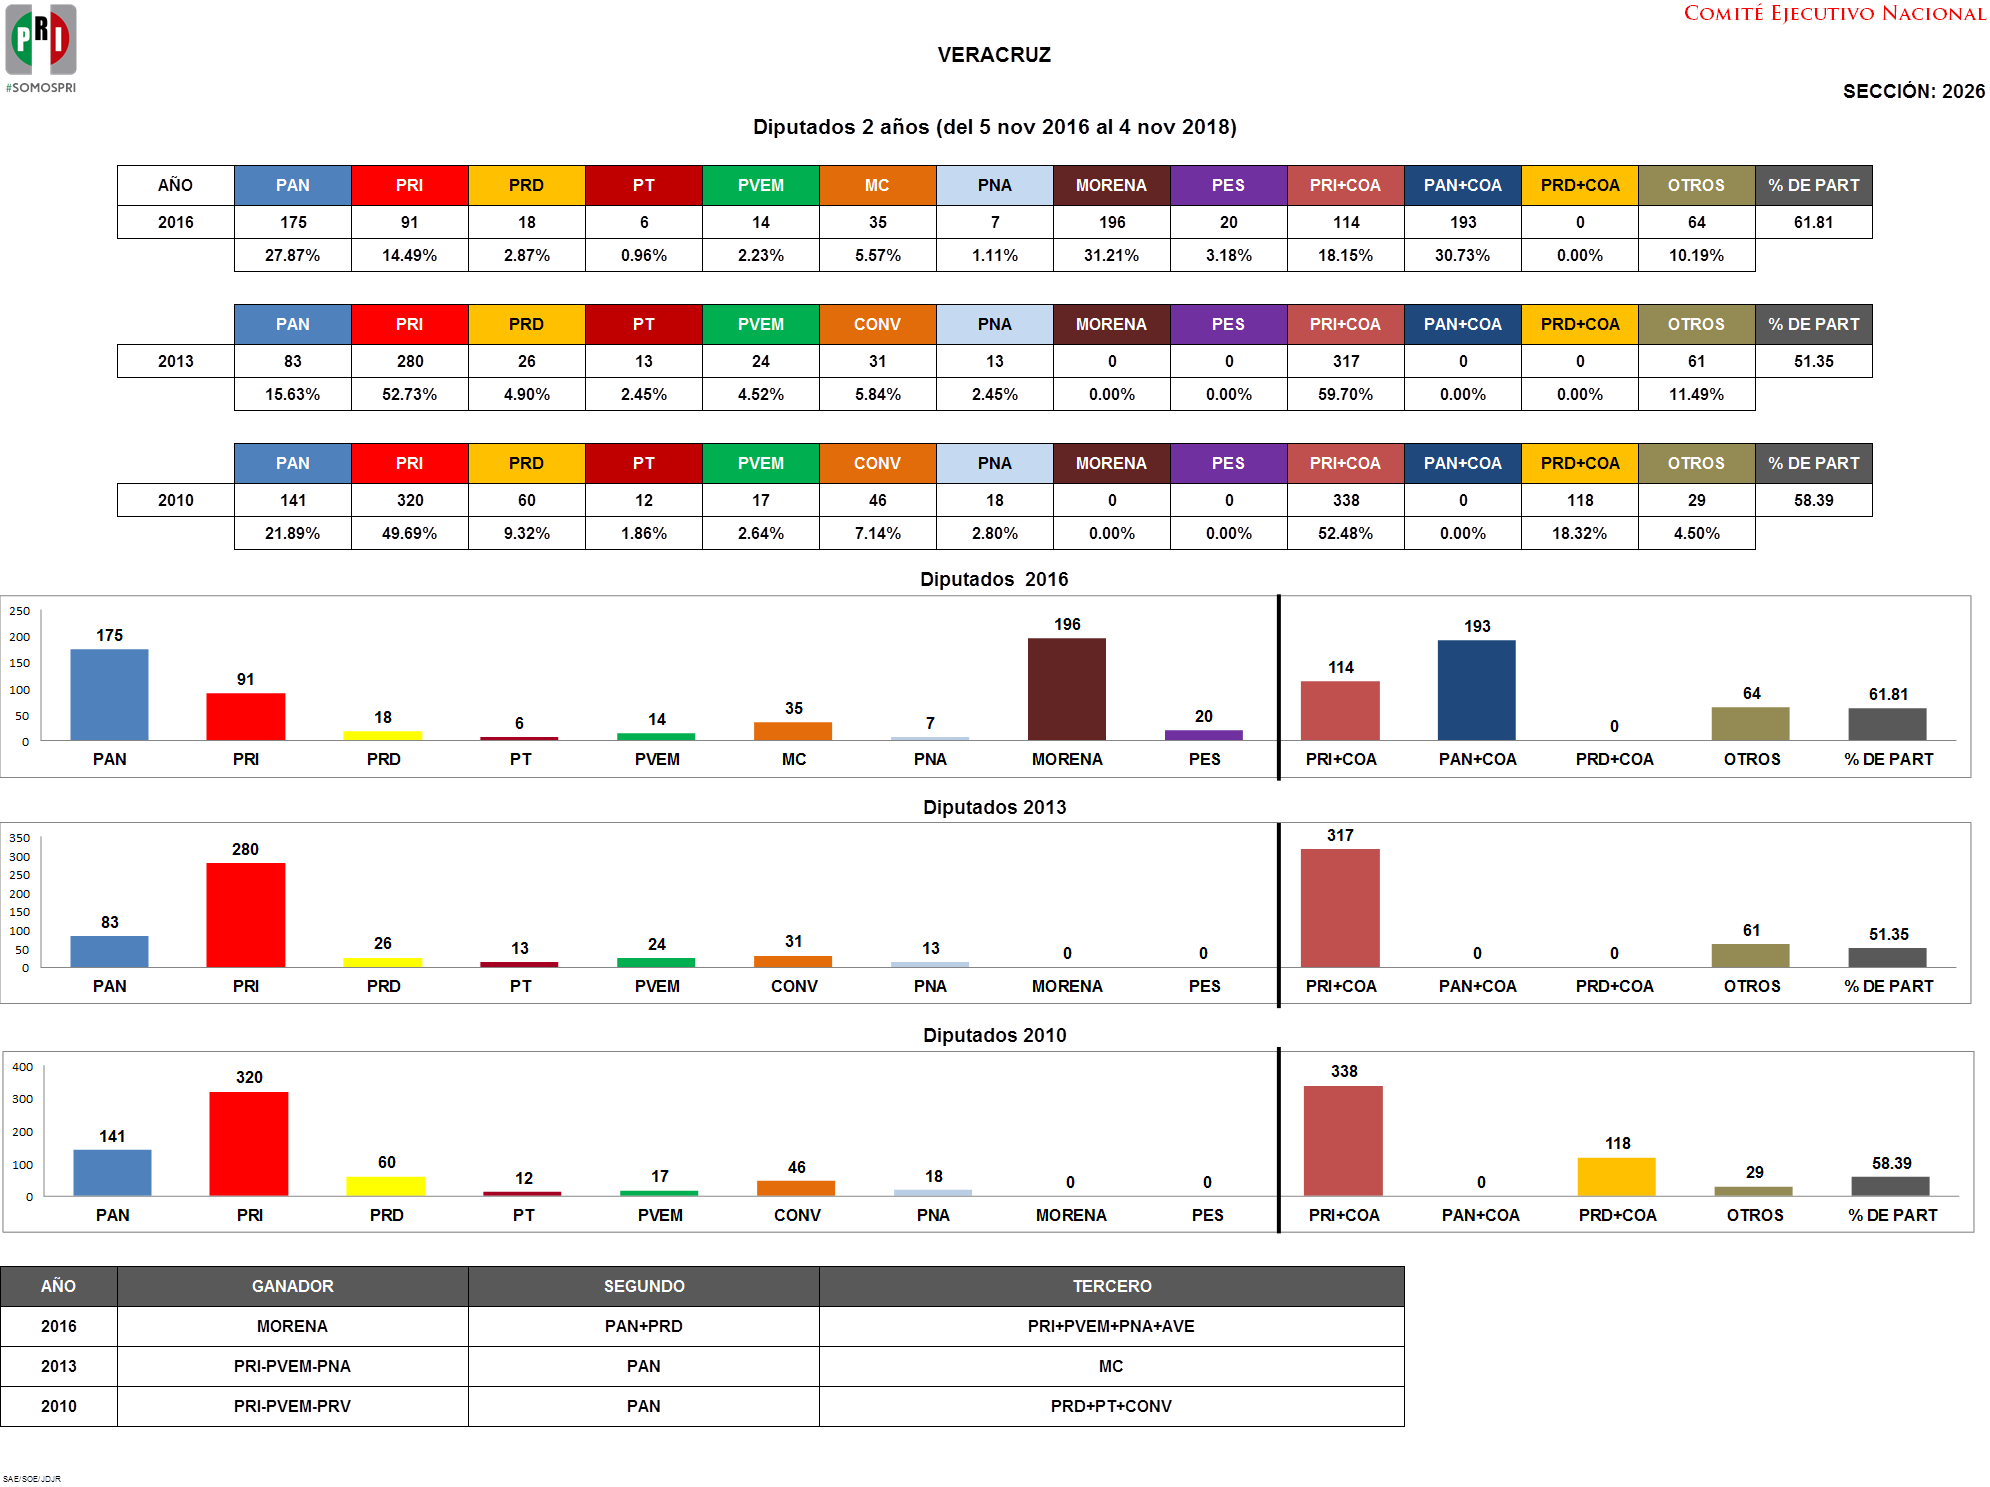 PRI
#SOMOSPRI
COMITÉ EJECUTIVO NACIONAL
VERACRUZ
SECCIÓN: 2026
Diputados 2 años (del 5 nov 2016 al 4 nov 2018)
AÑO PAN PRI PRD PT PVEM MC PNA MORENA PES PRI+COA PAN+COA PRD+COA OTROS % DE PART
2016 175 91 18 6 14 35 7 196 20 114 193 0 64 61.81
27.87% 14.49% 2.87% 0.96% 2.23% 5.57% 1.11% 31.21% 3.18% 18.15% 30.73% 0.00% 10.19%
PAN PRI PRD PT PVEM CONV PNA MORENA PES PRI+COA PAN+COA PRD+COA OTROS % DE PART
2013 83 280 26 13 24 31 13 0 0 317 0 0 61 51.35
15.63% 52.73% 4.90% 2.45% 4.52% 5.84% 2.45% 0.00% 0.00% 59.70% 0.00% 0.00% 11.49%
PAN PRI PRD PT PVEM CONV PNA MORENA PES PRI+COA PAN+COA PRD+COA OTROS % DE PART
2010 141 320 60 12 17 46 18 0 0 338 0 118 29 58.39
21.89% 49.69% 9.32% 1.86% 2.64% 7.14% 2.80% 0.00% 0.00% 52.48% 0.00% 18.32% 4.50%
Diputados 2016
250
200
150
100
50
0
175 91 18 6 14 35 7 196 20 114 193 0 64 61.81
PAN PRI PRD PT PVEM MC PNA MORENA PES PRI+COA PAN+COA PRD+COA OTROS % DE PART
Diputados 2013
350
300
250
200
150
100
50
0
83 280 26 13 24 31 13 0 0 317 0 0 61 51.35
PAN PRI PRD PT PVEM CONV PNA MORENA PES PRI+COA PAN+COA PRD+COA OTROS % DE PART
Diputados 2010
400
300
200
100
0
141 320 60 12 17 46 18 0 0 338 0 118 29 58.39
PAN PRI PRD PT PVEM CONV PNA MORENA PES PRI+COA PAN+COA PRD+COA OTROS % DE PART
AÑO GANADOR SEGUNDO TERCERO
2016 MORENA PAN+PRD PRI+PVEM+PNA+AVE
2013 PRI-PVEM-PNA PAN MC
2010 PRI-PVEM-PRV PAN PRD+PT+CONV
SAE/SOE/JDJR